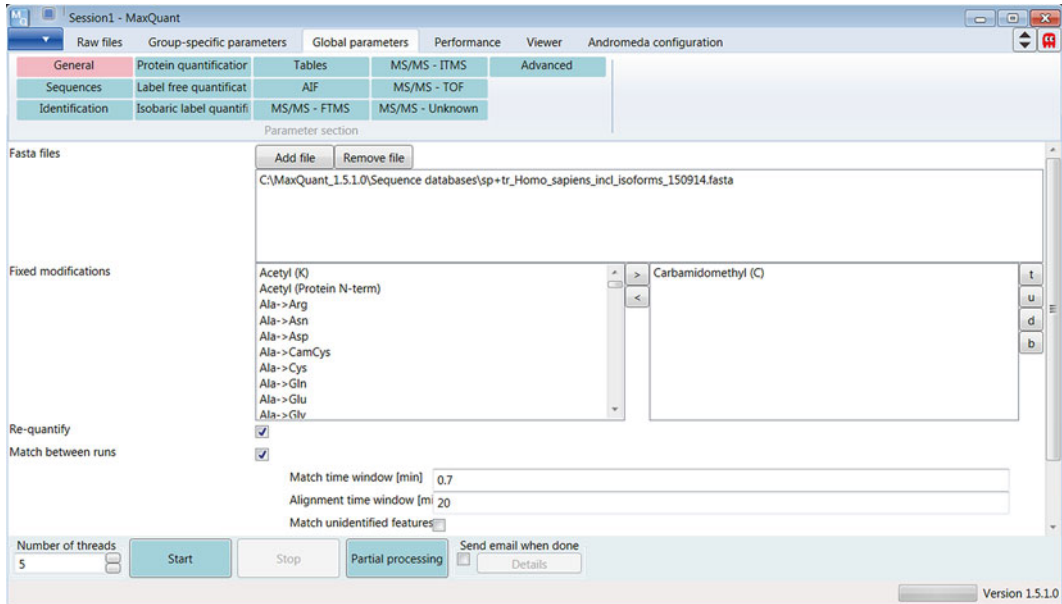 Session1 - MaxQuant
Raw files Group-specific parameters Global parameters Performance Viewer Andromeda configuration
General Protein quantificatior Tables MS/MS - ITMS Advanced
Sequences Label free quantificat AIF MS/MS - TOF
Identification Isobaric label quantifi MS/MS - FTMS MS/MS - Unknown
Parameter section
Fasta files Add file Remove file
C:\MaxQuant_1.5.1.0\Sequence databases\sp+tr_Homo_sapiens_incl_isoforms_150914.fasta
Fixed modifications Acetyl (K) > Carbamidomethyl (C) t
Acetyl (Protein N-term) < u
Ala->Arg
Ala->Asn d
Ala->Asp b
Ala->CamCys
Ala->Cys
Ala->Gln
Ala->Glu
Ala->Gly
Re-quantify
Match between runs
Match time window [min] 0.7
Alignment time window [mi 20
Match unidentified features
Number of threads Send email when done
5 Start Stop Partial processing Details
Version 1.5.1.0